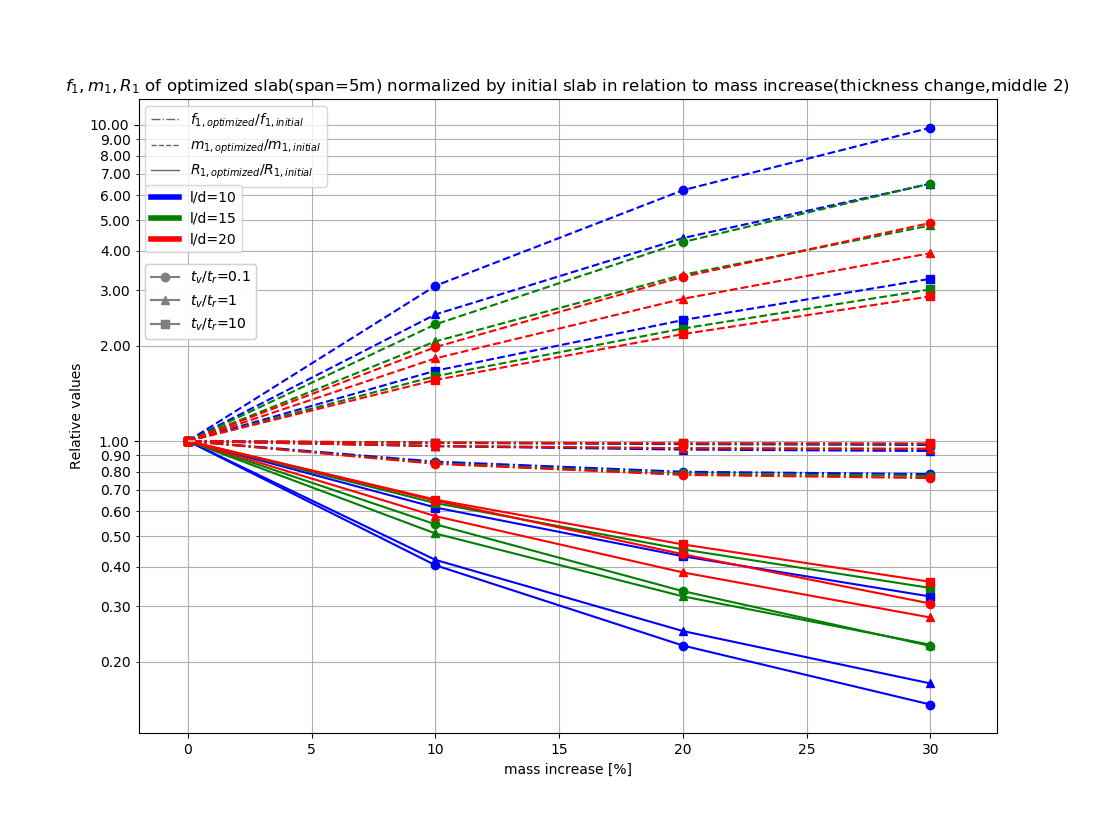 f₁, m₁, R₁ of optimized slab(span=5m) normalized by initial slab in relation to mass increase(thickness change,middle 2)
f₁,optimized/f₁,initial
m₁,optimized/m₁,initial
R₁,optimized/R₁,initial
l/d=10
l/d=15
l/d=20
tᵥ/tᵣ=0.1
tᵥ/tᵣ=1
tᵥ/tᵣ=10
Relative values
10.00
9.00
8.00
7.00
6.00
5.00
4.00
3.00
2.00
1.00
0.90
0.80
0.70
0.60
0.50
0.40
0.30
0.20
0 5 10 15 20 25 30
mass increase [%]